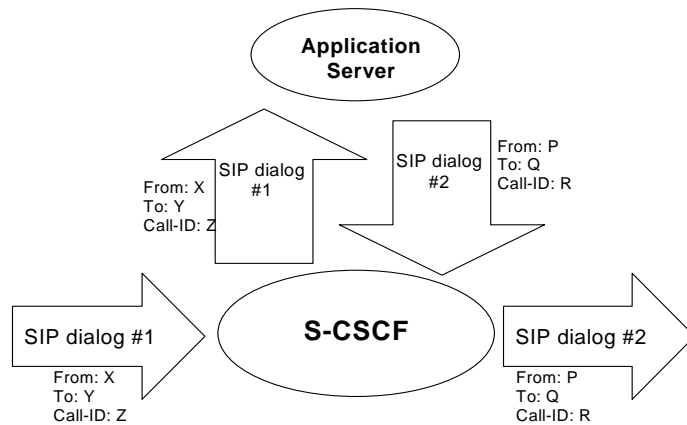 Application
Server
SIP dialog
#1
From: X
To: Y
Call-ID: Z
SIP dialog
#2
From: P
To: Q
Call-ID: R
S-CSCF
SIP dialog #1
From: X
To: Y
Call-ID: Z
SIP dialog #2
From: P
To: Q
Call-ID: R